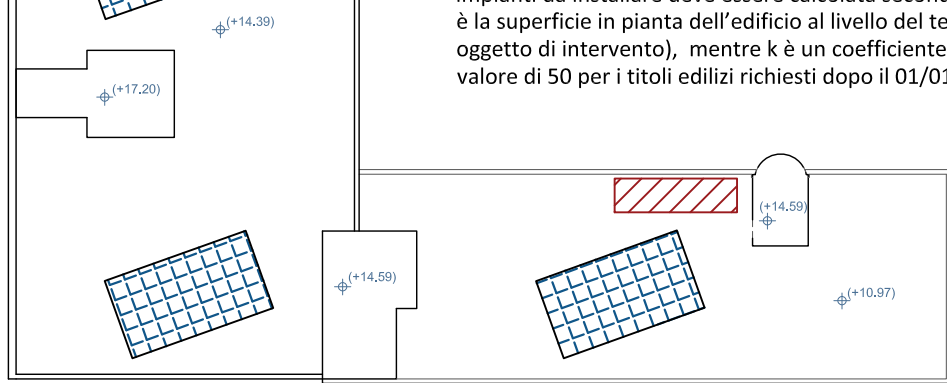 impianti da installare deve essere calcolata secon
è la superficie in pianta dell'edificio al livello del te
oggetto di intervento), mentre k è un coefficiente
valore di 50 per i titoli edilizi richiesti dopo il 01/01
(+14.39)
(+17.20)
(+14.59)
(+14.59)
(+10.97)